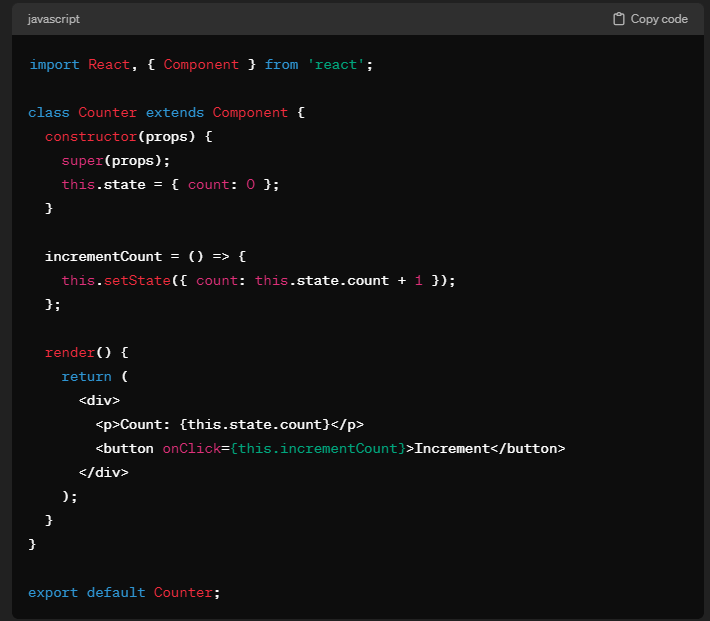 javascript
Copy code
import React, { Component } from 'react';
class Counter extends Component {
  constructor(props) {
    super(props);
    this.state = { count: 0 };
  }
  incrementCount = () => {
    this.setState({ count: this.state.count + 1 });
  };
  render() {
    return (
      <div>
        <p>Count: {this.state.count}</p>
        <button onClick={this.incrementCount}>Increment</button>
      </div>
    );
  }
}
export default Counter;